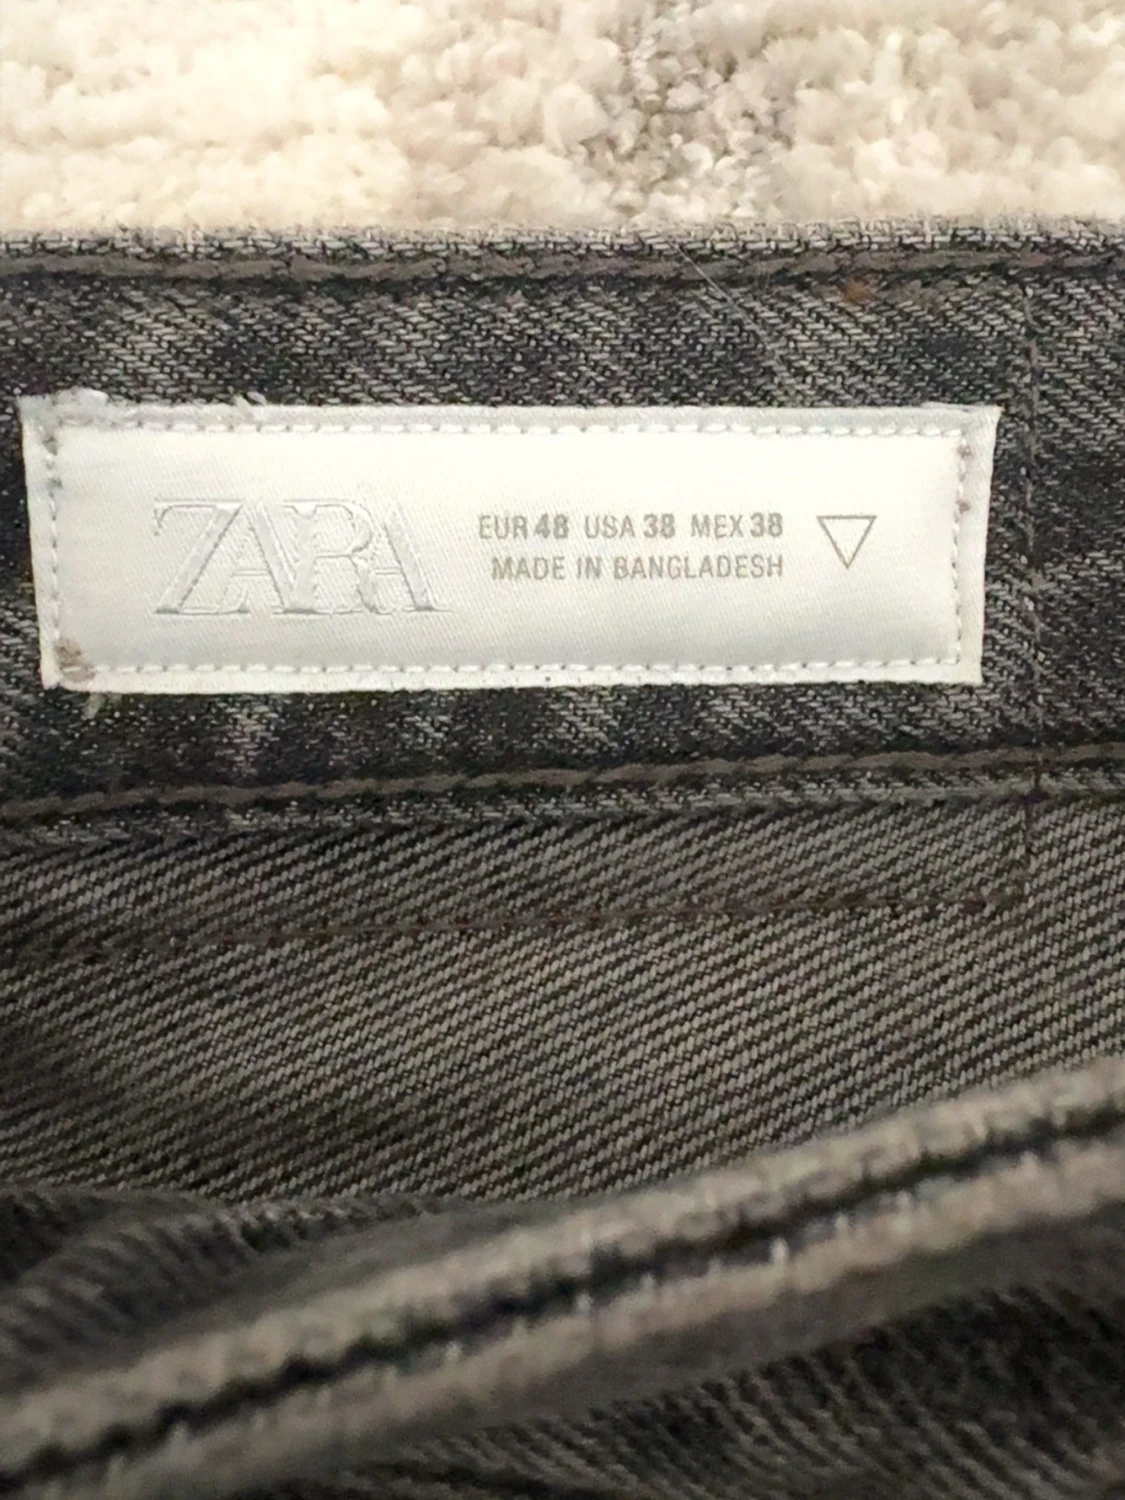 ZARA
EUR 48 USA 38 MEX 38
MADE IN BANGLADESH